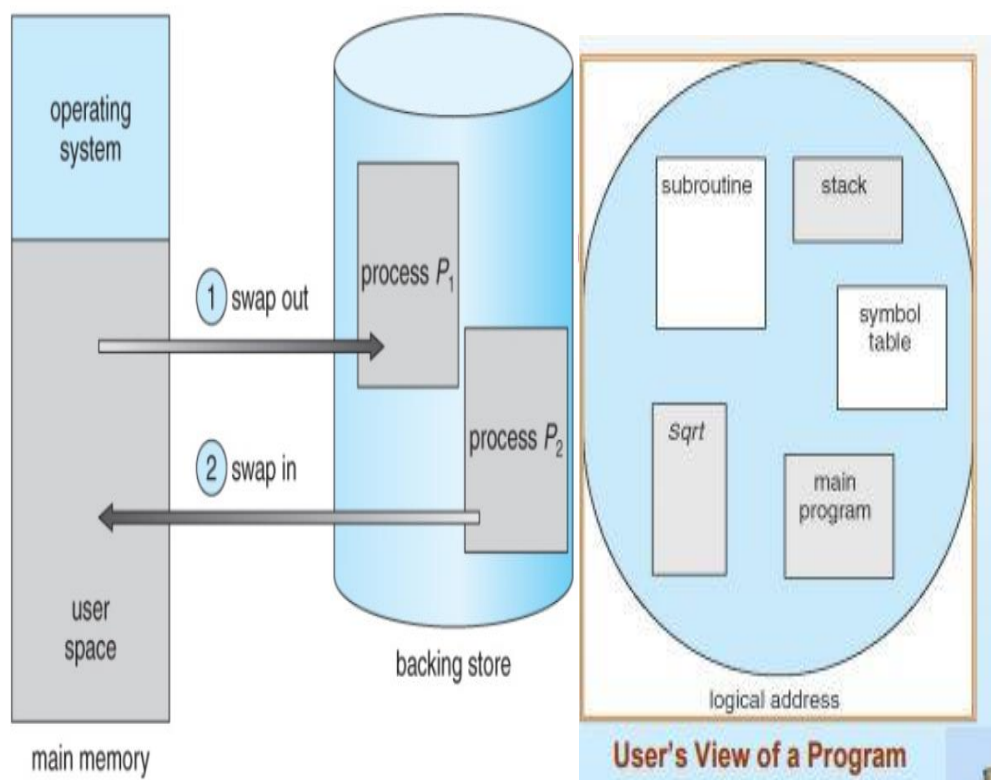 operating
system
1 swap out
2 swap in
user
space
main memory
process P1
process P2
backing store
subroutine
stack
symbol
table
Sqrt
main
program
logical address
User's View of a Program